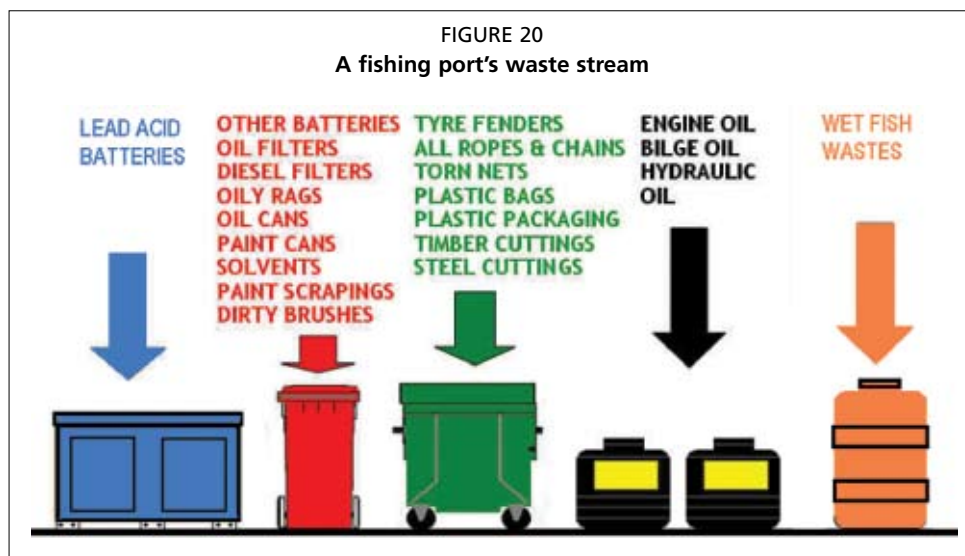 FIGURE 20
A fishing port's waste stream
LEAD ACID
BATTERIES
OTHER BATTERIES
OIL FILTERS
DIESEL FILTERS
OILY RAGS
OIL CANS
PAINT CANS
SOLVENTS
PAINT SCRAPINGS
DIRTY BRUSHES
TYRE FENDERS
ALL ROPES & CHAINS
TORN NETS
PLASTIC BAGS
PLASTIC PACKAGING
TIMBER CUTTINGS
STEEL CUTTINGS
ENGINE OIL
BILGE OIL
HYDRAULIC
OIL
WET FISH
WASTES